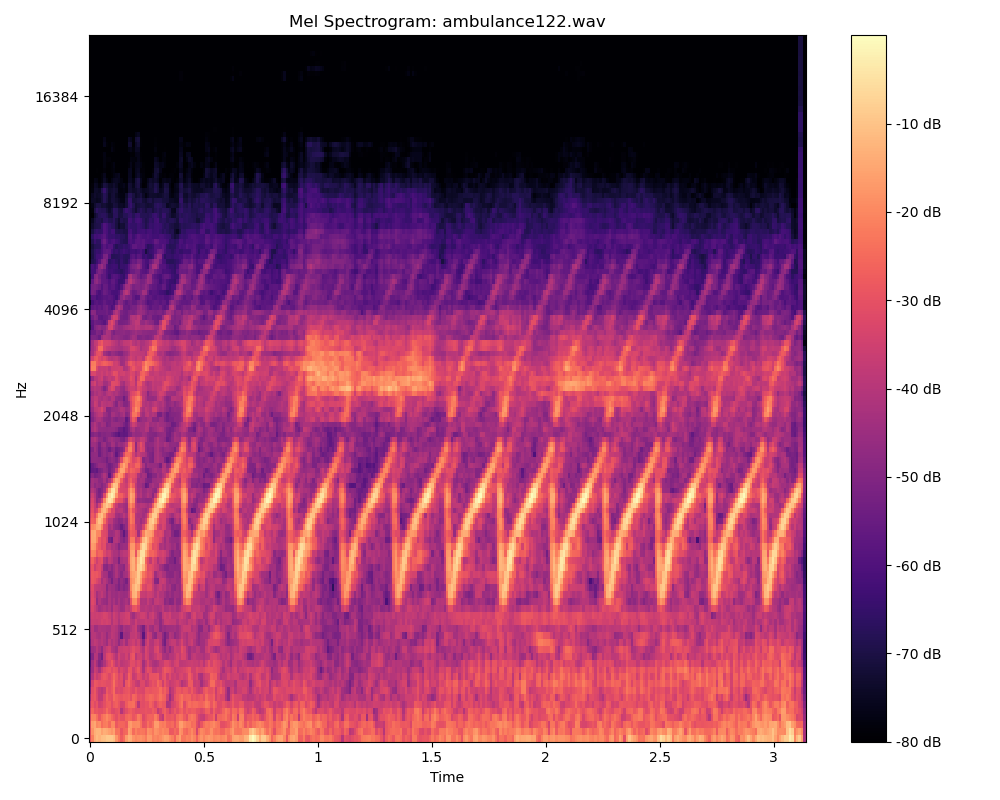 Mel Spectrogram: ambulance122.wav
Hz
16384
8192
4096
2048
1024
512
0
0
0.5
1
1.5
2
2.5
3
Time
-10 dB
-20 dB
-30 dB
-40 dB
-50 dB
-60 dB
-70 dB
-80 dB